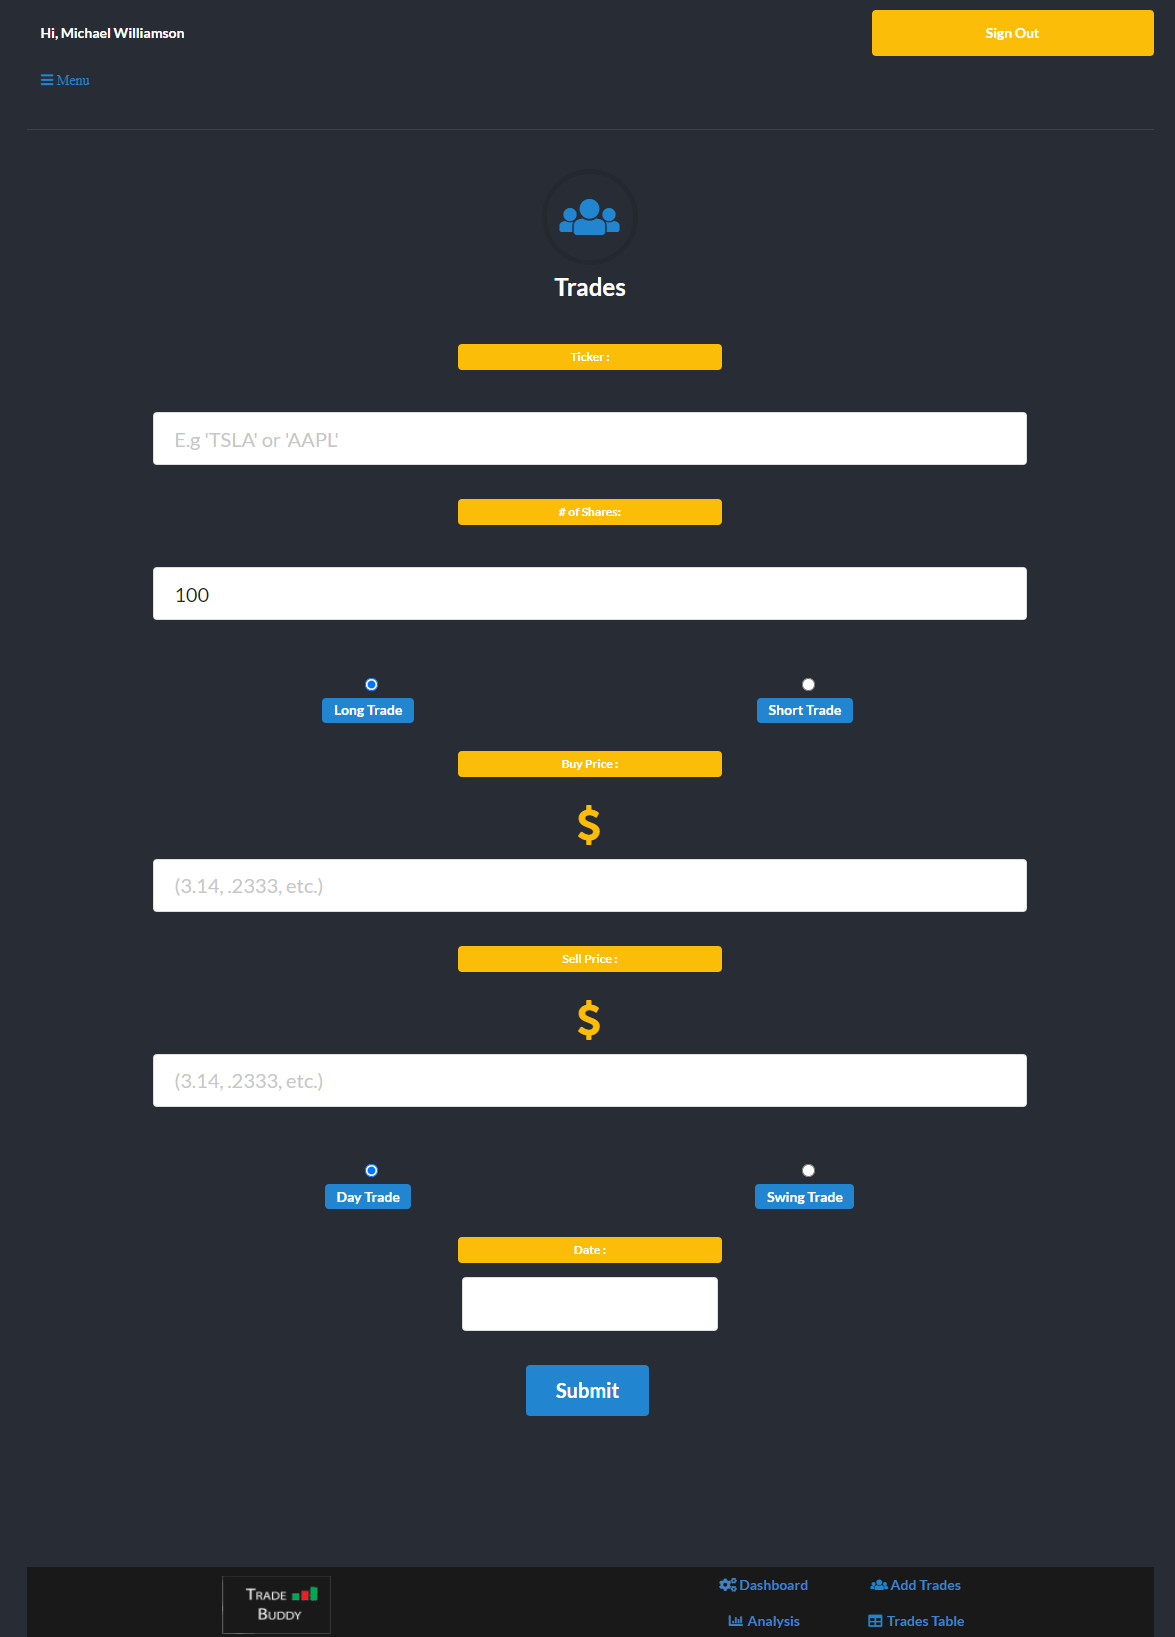 Hi, Michael Williamson
Sign Out
Menu
Trades
Ticker :
E.g 'TSLA' or 'AAPL'
# of Shares:
100
Long Trade
Short Trade
Buy Price :
$
(3.14, .2333, etc.)
Sell Price :
$
(3.14, .2333, etc.)
Day Trade
Swing Trade
Date :
Submit
TRADE
BUDDY
Dashboard
Add Trades
Analysis
Trades Table